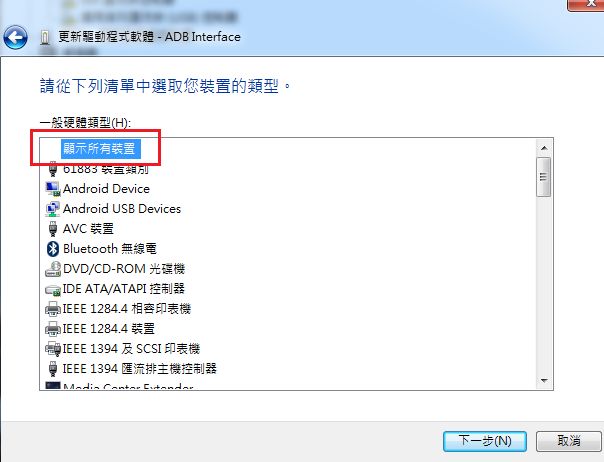 更新驅動程式軟體 - ADB Interface
請從下列清單中選取您裝置的類型。
一般硬體類型(H):
顯示所有裝置
61883 裝置類別
Android Device
Android USB Devices
AVC 裝置
Bluetooth 無線電
DVD/CD-ROM 光碟機
IDE ATA/ATAPI 控制器
IEEE 1284.4 相容印表機
IEEE 1284.4 裝置
IEEE 1394 及 SCSI 印表機
IEEE 1394 匯流排主機控制器
Media Center Extender
下一步(N)
取消